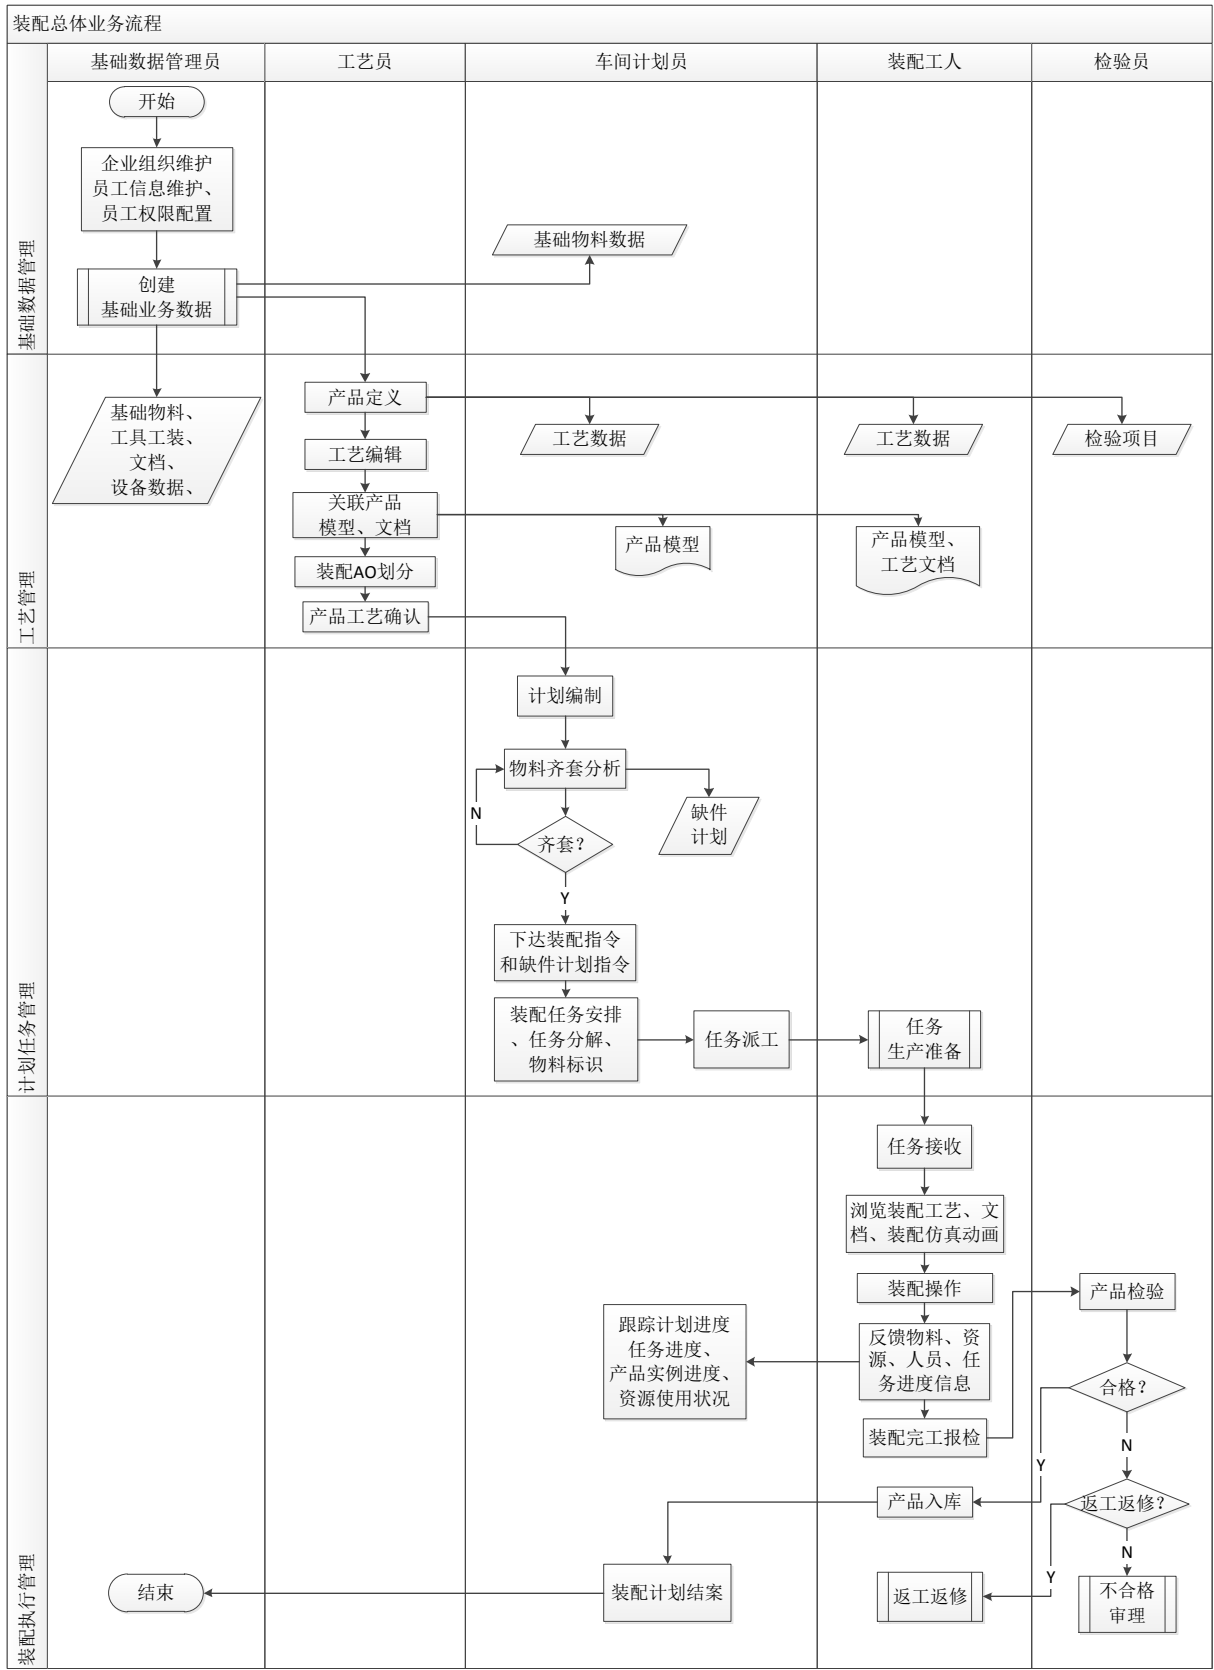 装配总体业务流程
基础数据管理员
工艺员
车间计划员
装配工人
检验员
基础数据管理
开始
企业组织维护
员工信息维护、
员工权限配置
基础物料数据
创建
基础业务数据
工艺管理
基础物料、
工具工装、
文档、
设备数据、
产品定义
工艺数据
工艺数据
检验项目
工艺编辑
关联产品
模型、文档
产品模型
产品模型、
工艺文档
装配AO划分
产品工艺确认
计划任务管理
计划编制
物料齐套分析
缺件
计划
N
齐套?
Y
下达装配指令
和缺件计划指令
装配任务安排
、任务分解、
物料标识
任务派工
任务
生产准备
装配执行管理
任务接收
浏览装配工艺、文
档、装配仿真动画
装配操作
产品检验
反馈物料、资
源、人员、任
务进度信息
跟踪计划进度
任务进度、
产品实例进度、
资源使用状况
合格?
装配完工报检
N
Y
产品入库
返工返修?
N
Y
结束
装配计划结案
返工返修
不合格
审理